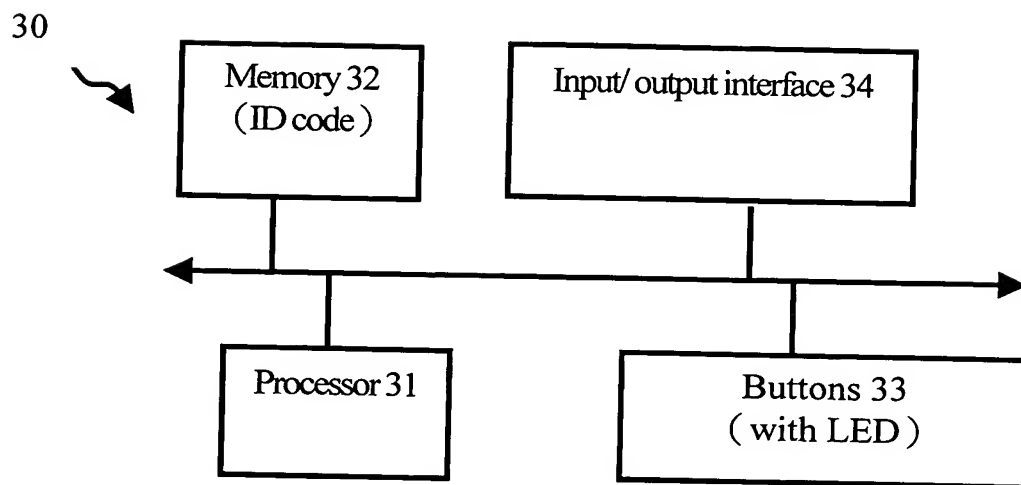 30
Memory 32
（ID code）
Input/ output interface 34
Processor 31
Buttons 33
（with LED）